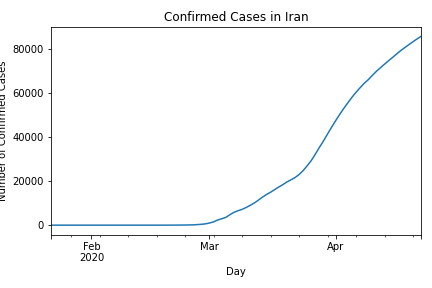 Confirmed Cases in Iran
Number of Confirmed Cases
80000
60000
40000
20000
0
Feb
2020
Mar
Apr
Day